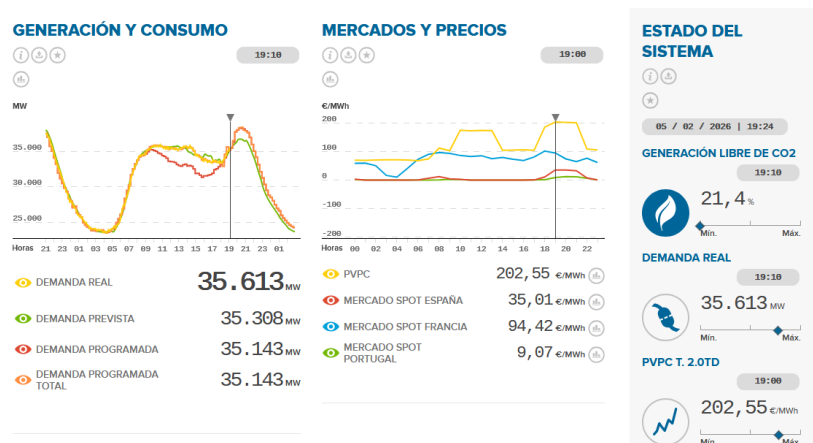 GENERACIÓN Y CONSUMO
19:10
MW
35.000
30.000
25.000
Horas 21 23 01 03 05 07 09 11 13 15 17 19 21 23 01
DEMANDA REAL 35.613 MW
DEMANDA PREVISTA 35.308 MW
DEMANDA PROGRAMADA 35.143 MW
DEMANDA PROGRAMADA TOTAL 35.143 MW
MERCADOS Y PRECIOS
19:00
€/MWh
200
100
0
-100
-200
Horas 00 02 04 06 08 10 12 14 16 18 20 22
PVPC 202,55 €/MWh
MERCADO SPOT ESPAÑA 35,01 €/MWh
MERCADO SPOT FRANCIA 94,42 €/MWh
MERCADO SPOT PORTUGAL 9,07 €/MWh
ESTADO DEL
SISTEMA
05 / 02 / 2026 | 19:24
GENERACIÓN LIBRE DE CO2
19:10
21,4 %
Mín. Máx.
DEMANDA REAL
19:10
35.613 MW
Mín. Máx.
PVPC T. 2.0TD
19:00
202,55 €/MWh
Mín. Máx.